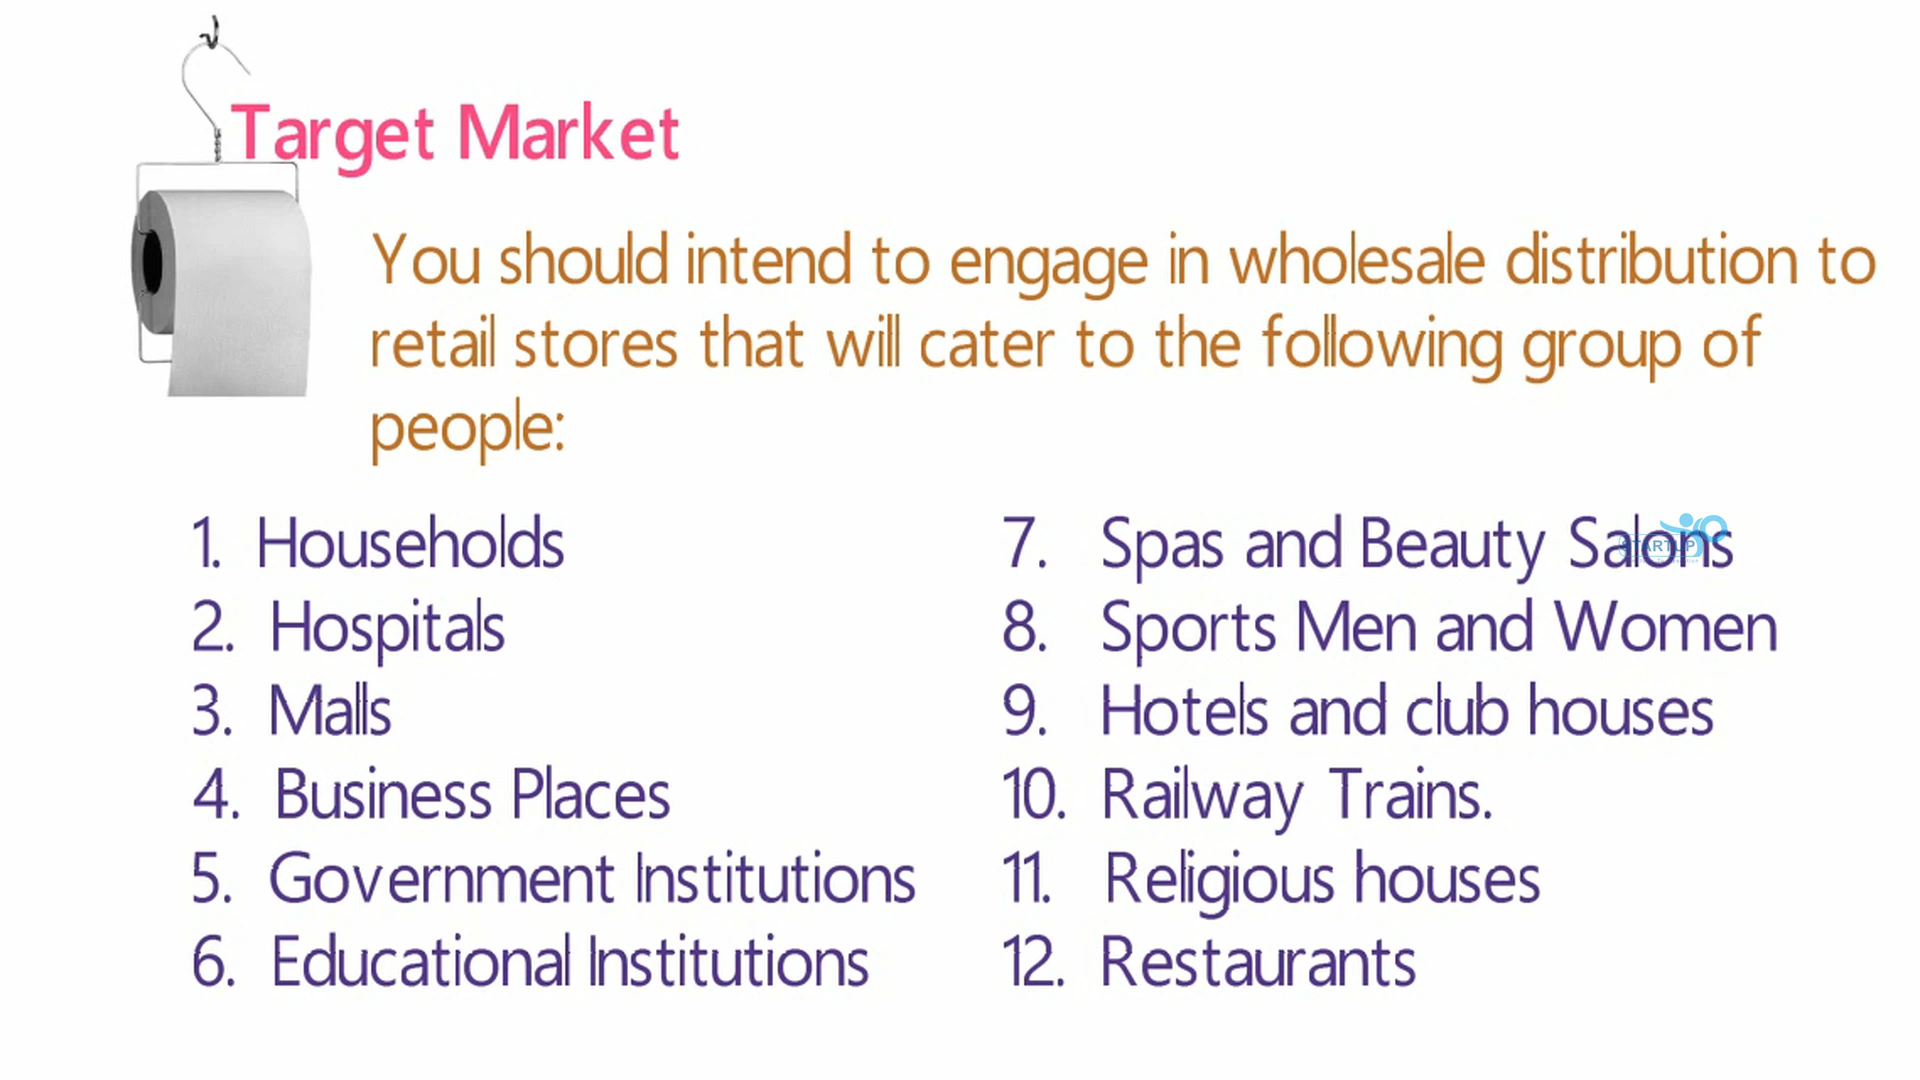 Target Market
You should intend to engage in wholesale distribution to
retail stores that will cater to the following group of
people:
1. Households
2. Hospitals
3. Malls
4. Business Places
5. Government Institutions
6. Educational Institutions
7. Spas and Beauty Salons
8. Sports Men and Women
9. Hotels and club houses
10. Railway Trains.
11. Religious houses
12. Restaurants
STARTUP